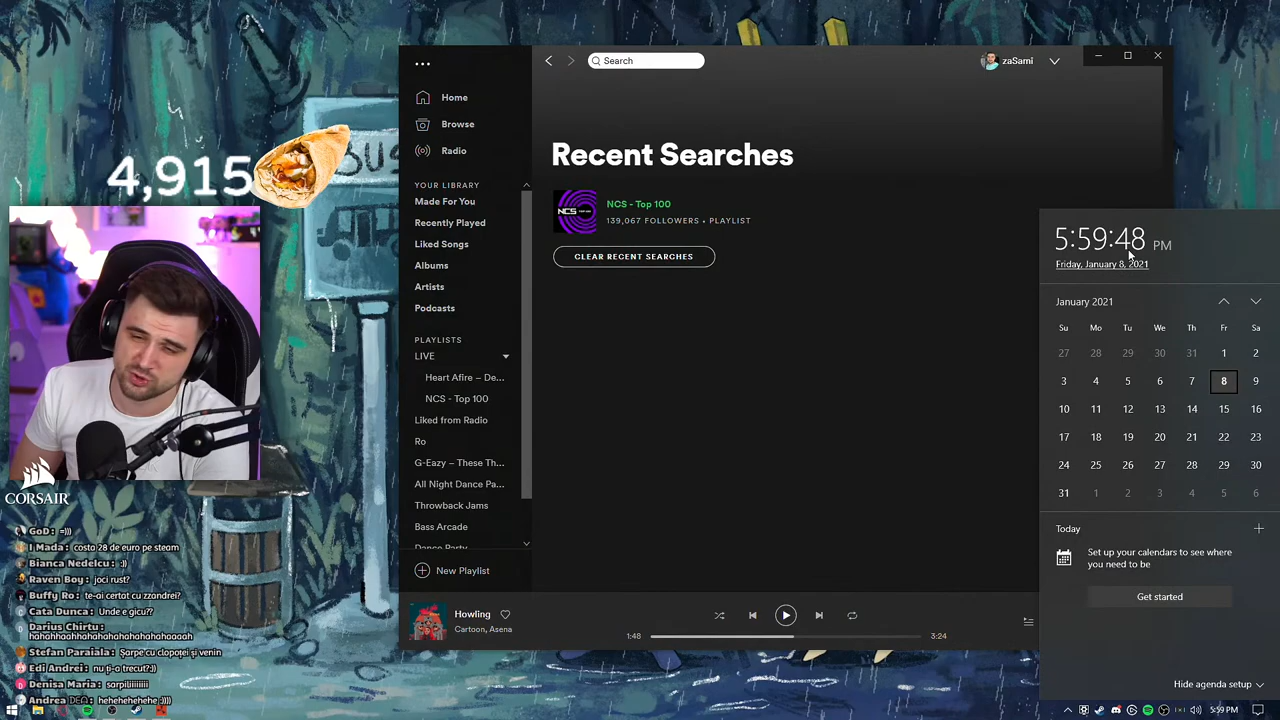 4,915
CORSAIR
GoD: =)))
I Mada: costa 28 de euro pe steam
Bianca Nedelcu: :))
Raven Boy: joci rust?
Buffy Ro: te-ai certat cu zzandrei?
Cata Dunca: Unde e gicu??
Darius Chirtu:
hahahhaahhahahahahahahahaaaah
Stefan Paraiala: Șarpe cu clopoței și venin
Edi Andrei: nu ți-a trecut?:))
Denisa Maria: sarpiliiiiiii
hehehehehehe :))))
Search
zaSami
Home
Browse
Radio
YOUR LIBRARY
Made For You
Recently Played
Liked Songs
Albums
Artists
Podcasts
PLAYLISTS
LIVE
Heart Afire – De...
NCS - Top 100
Liked from Radio
Ro
G-Eazy – These Th...
All Night Dance Pa...
Throwback Jams
Bass Arcade
Dance Party
New Playlist
Recent Searches
NCS TOP 100
NCS - Top 100
139,067 FOLLOWERS • PLAYLIST
CLEAR RECENT SEARCHES
Howling
Cartoon, Asena
1:48
3:24
5:59:48 PM
Friday, January 8, 2021
January 2021
Su Mo Tu We Th Fr Sa
27 28 29 30 31 1 2
3 4 5 6 7 8 9
10 11 12 13 14 15 16
17 18 19 20 21 22 23
24 25 26 27 28 29 30
31 1 2 3 4 5 6
Today
Set up your calendars to see where
you need to be
Get started
Hide agenda setup
5:59 PM